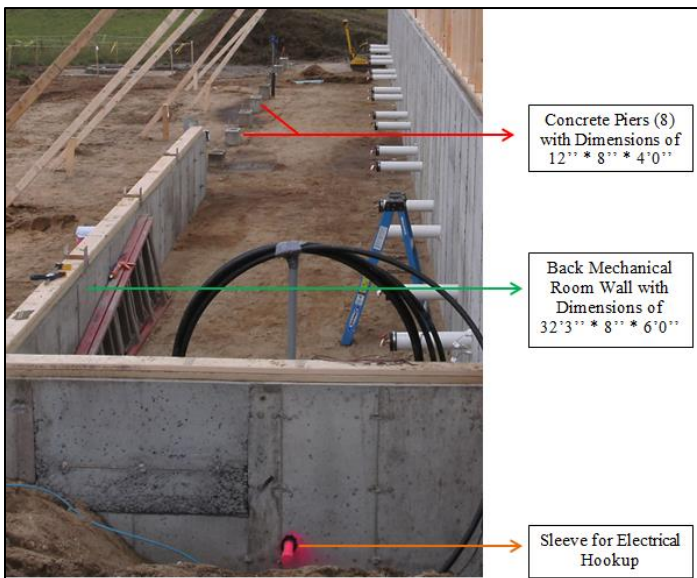 Concrete Piers (8)
with Dimensions of
12’’ * 8’’ * 4’0’’
Back Mechanical
Room Wall with
Dimensions of
32’3’’ * 8’’ * 6’0’’
Sleeve for Electrical
Hookup